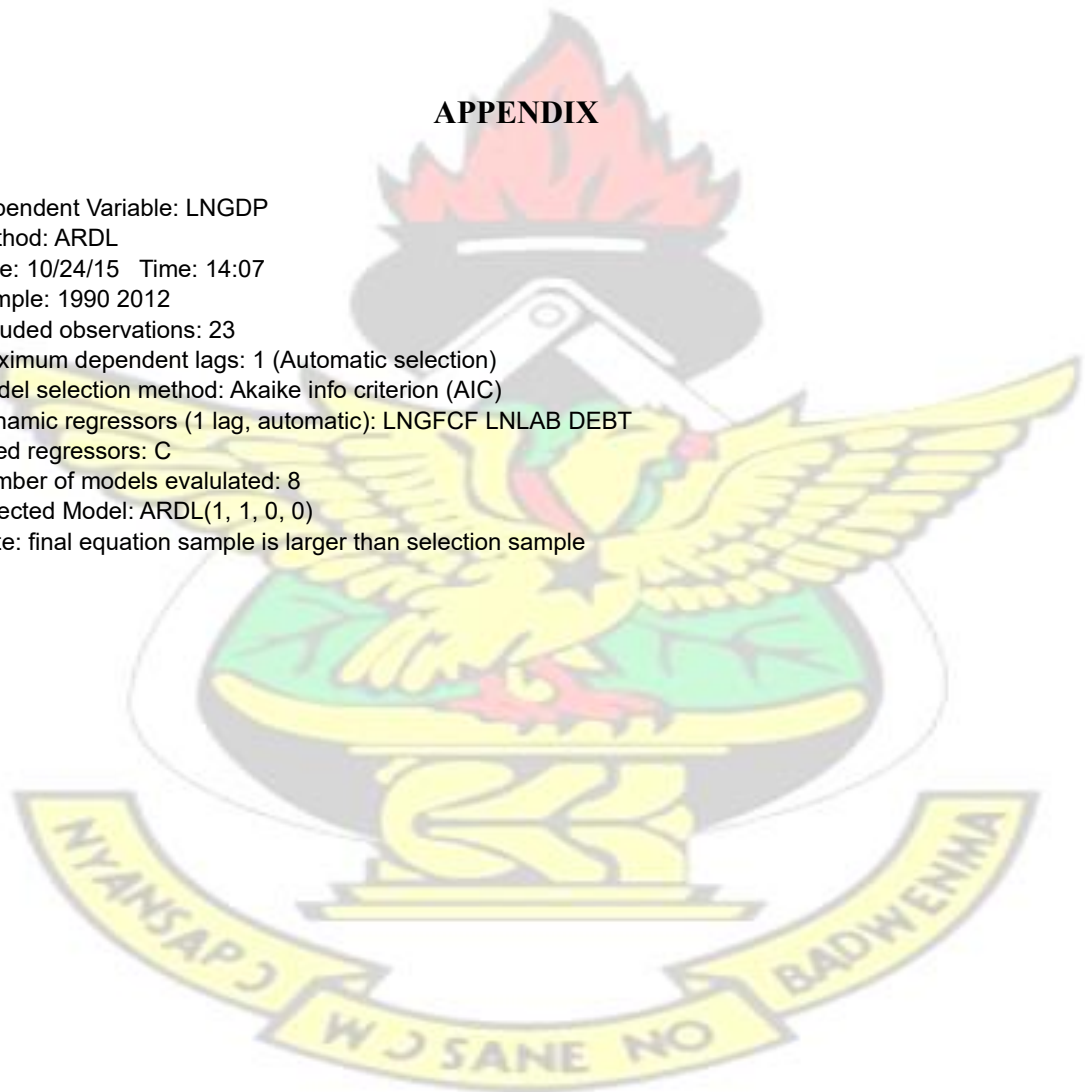 APPENDIX
pendent Variable: LNGDP
thod: ARDL
e: 10/24/15 Time: 14:07
mple: 1990 2012
uded observations: 23
ximum dependent lags: 1 (Automatic selection)
del selection method: Akaike info criterion (AIC)
namic regressors (1 lag, automatic): LNGFCF LNLAB DEBT
ed regressors: C
mber of models evalulated: 8
ected Model: ARDL(1, 1, 0, 0)
te: final equation sample is larger than selection sample
NYANSAPƆ
WƆSANE NO
BADWENMA